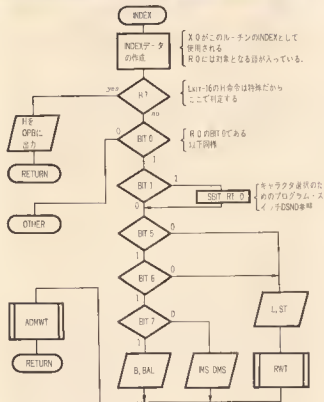 INDEX
INDEXデータ
の作成
X0がこのルーチンのINDEXとして
使用される
R0には対象となる語が入っている.
yes
H?
no
Lkit-16のH命令は特殊だから
ここで判定する
Hを
OPBに
出力
RETURN
0
BIT 0
1
R0のBIT 0である
以下同様
OTHER
BIT 1
1
0
SBIT R1 0
キャラクタ選択のた
めのプログラム・ス
イッチDSND参照
BIT 5
0
1
BIT 6
0
1
BIT 7
0
1
L, ST
ADMWT
RETURN
B, BAL
MS DMS
RWT